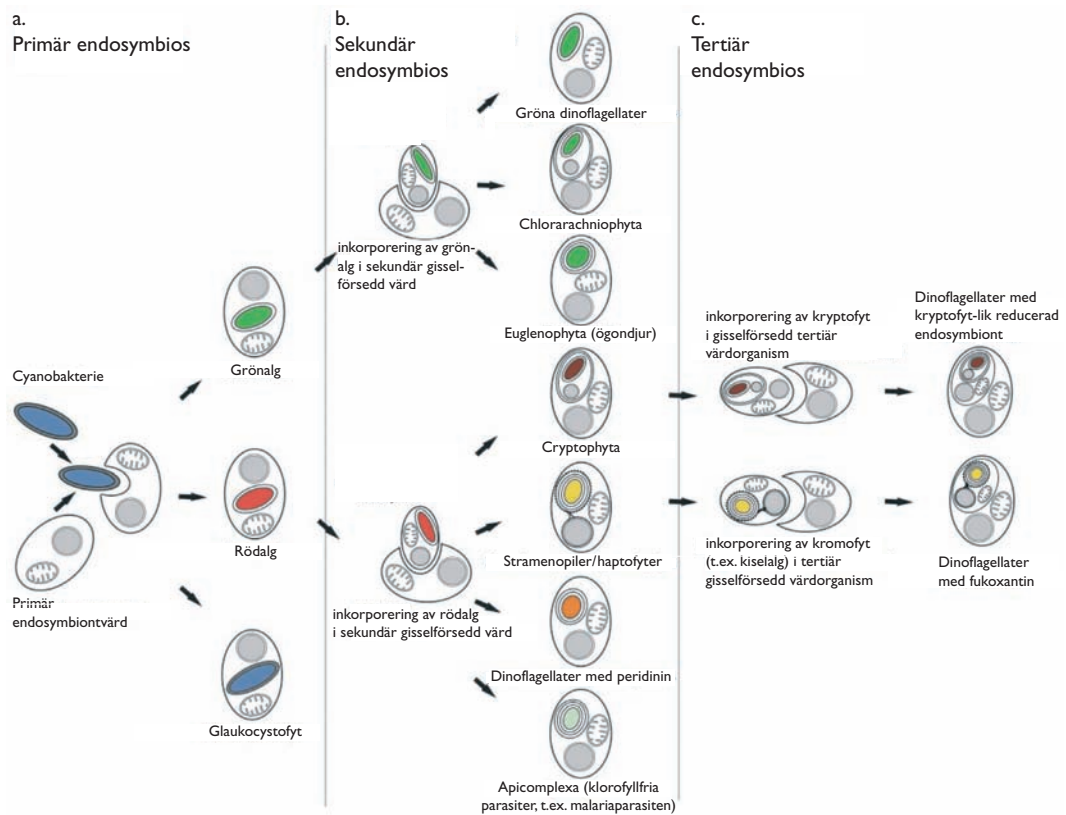 a.
Primär endosymbios
Cyanobakterie
Primär
endosymbiontvärd
Grönalg
Rödalg
Glaukocystofyt
b.
Sekundär
endosymbios
inkorporering av grön-
alg i sekundär gissel-
försedd värd
inkorporering av rödalg
i sekundär gisselförsedd värd
Gröna dinoflagellater
Chlorarachniophyta
Euglenophyta (ögondjur)
Cryptophyta
Stramenopiler/haptofyter
Dinoflagellater med peridinin
Apicomplexa (klorofyllfria
parasiter, t.ex. malariaparasiten)
c.
Tertiär
endosymbios
inkorporering av kryptofyt
i gisselförsedd tertiär
värdorganism
Dinoflagellater med
kryptofyt-lik reducerad
endosymbiont
inkorporering av kromofyt
(t.ex. kiselalg) i tertiär
gisselförsedd värdorganism
Dinoflagellater
med fukoxantin